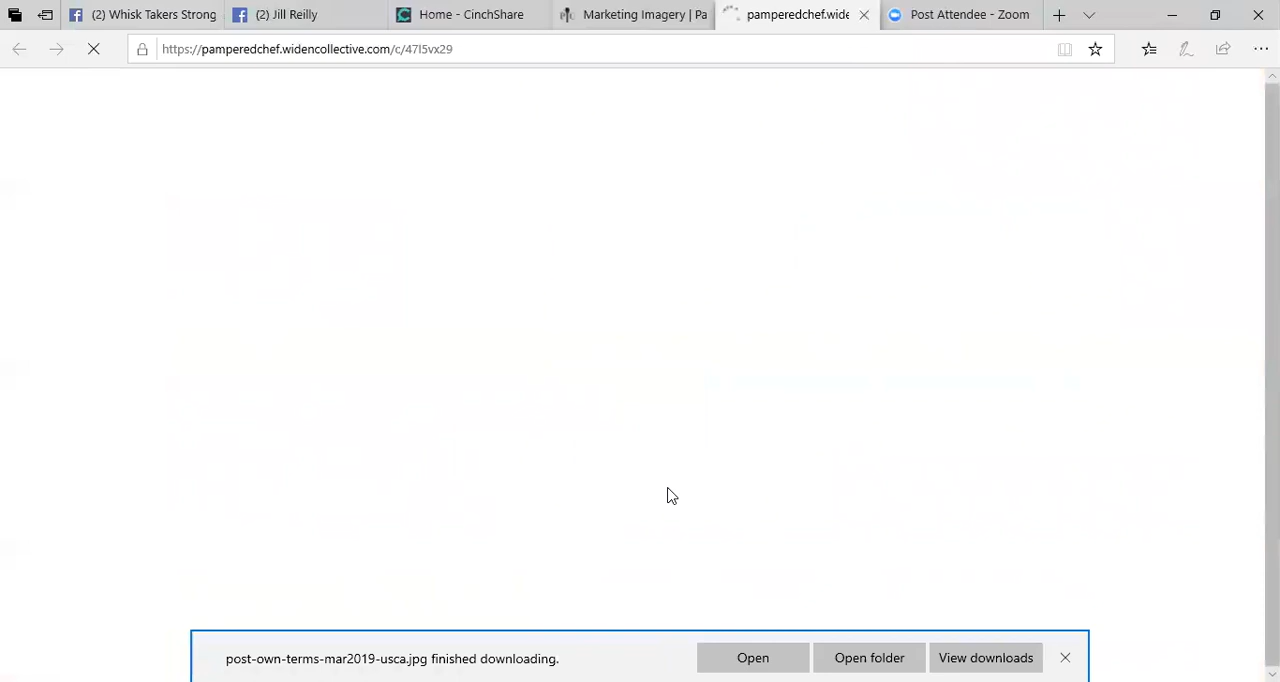 (2) Whisk Takers Strong
(2) Jill Reilly
Home - CinchShare
Marketing Imagery | Pa
pamperedchef.wide
Post Attendee - Zoom
https://pamperedchef.widencollective.com/c/47l5vx29
post-own-terms-mar2019-usca.jpg finished downloading.
Open
Open folder
View downloads